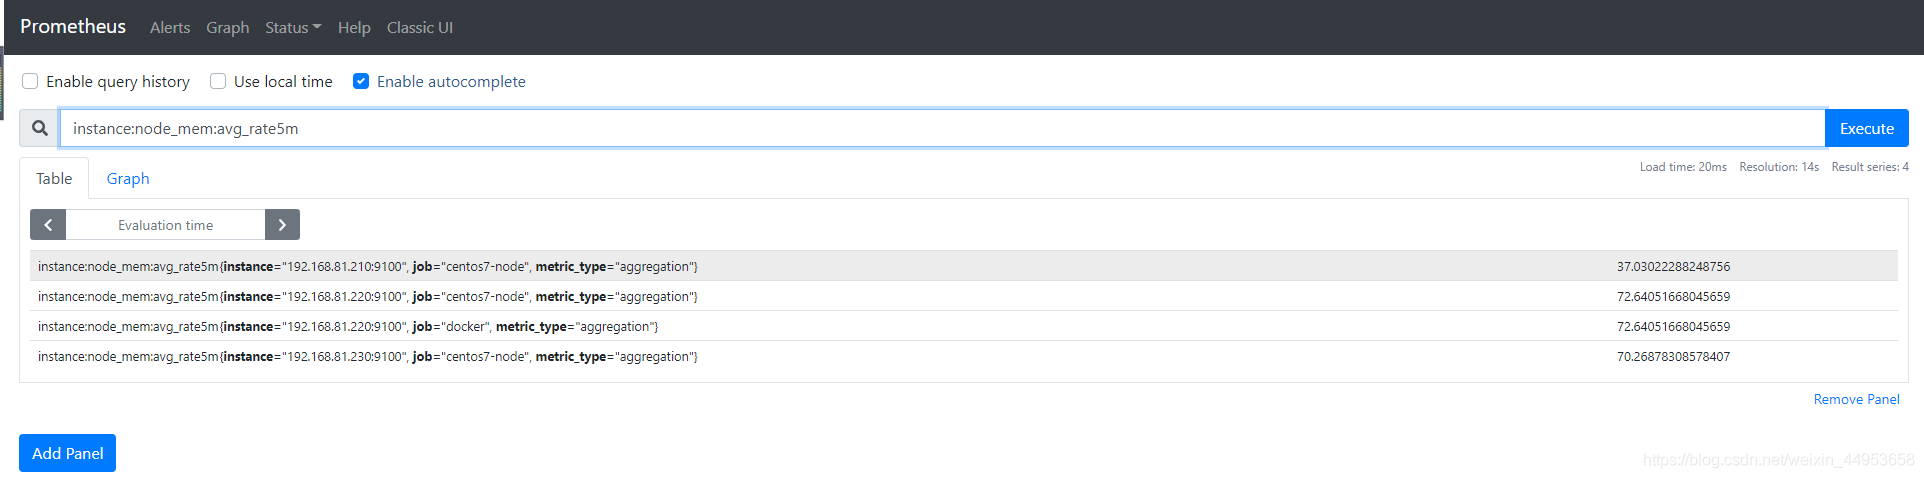 Prometheus Alerts Graph Status Help Classic UI
Enable query history Use local time Enable autocomplete
instance:node_mem:avg_rate5m Execute
Table Graph Load time: 20ms Resolution: 14s Result series: 4
Evaluation time
instance:node_mem:avg_rate5m{instance="192.168.81.210:9100", job="centos7-node", metric_type="aggregation"} 37.03022288248756
instance:node_mem:avg_rate5m{instance="192.168.81.220:9100", job="centos7-node", metric_type="aggregation"} 72.64051668045659
instance:node_mem:avg_rate5m{instance="192.168.81.220:9100", job="docker", metric_type="aggregation"} 72.64051668045659
instance:node_mem:avg_rate5m{instance="192.168.81.230:9100", job="centos7-node", metric_type="aggregation"} 70.26878308578407
Remove Panel
Add Panel
https://blog.csdn.net/weixin_44953658